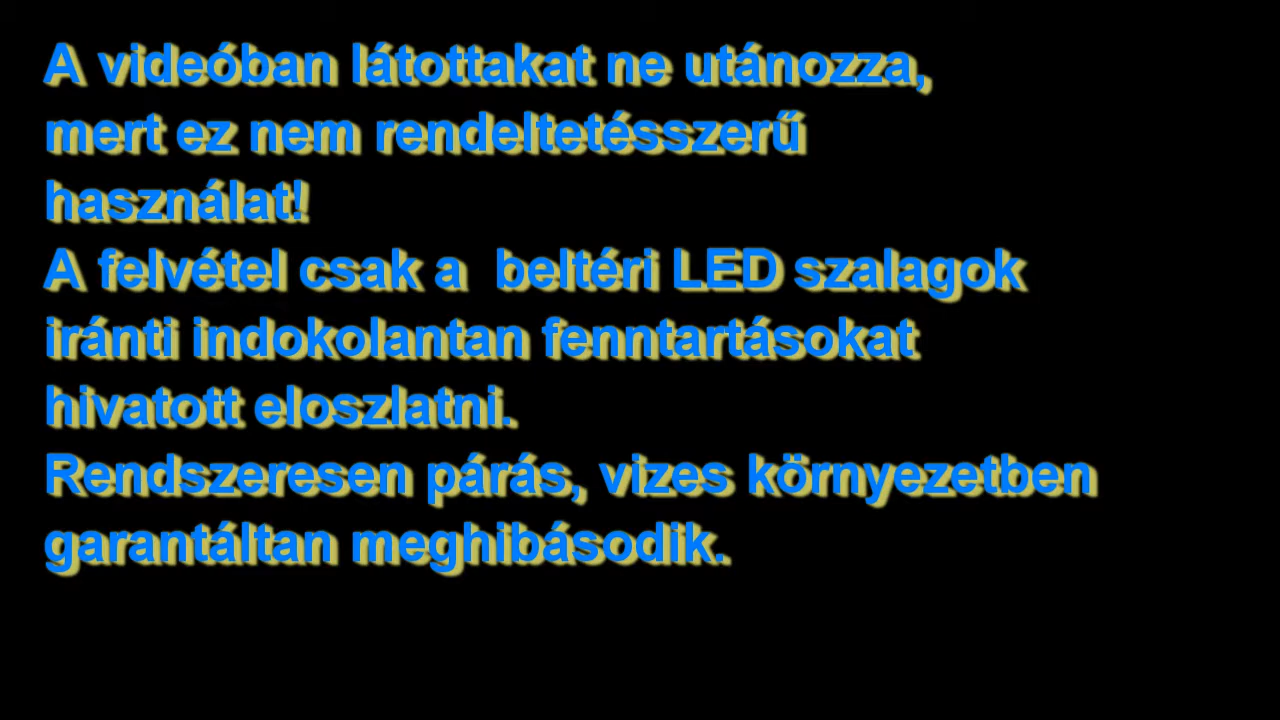 A videóban látottakat ne utánozza,
mert ez nem rendeltetésszerű
használat!
A felvétel csak a  beltéri LED szalagok
iránti indokolantan fenntartásokat
hivatott eloszlatni.
Rendszeresen párás, vizes környezetben
garantáltan meghibásodik.